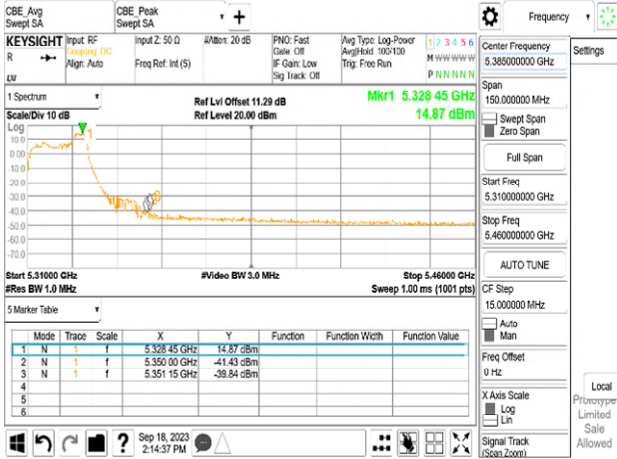 CBE_Avg
Swept SA
CBE_Peak
Swept SA
+
Frequency
KEYSIGHT
R
LXI
Input: RF
Coupling: DC
Align: Auto
Input Z: 50 Ω
Freq Ref: Int (S)
#Atten: 20 dB
PNO: Fast
Gate: Off
IF Gain: Low
Sig Track: Off
Avg Type: Log-Power
Avg|Hold: 100/100
Trig: Free Run
1 2 3 4 5 6
M W W W W W
P N N N N N
1 Spectrum
Scale/Div 10 dB
Ref Lvl Offset 11.29 dB
Ref Level 20.00 dBm
Mkr1 5.328 45 GHz
14.87 dBm
Log
10.0
0.00
-10.0
-20.0
-30.0
-40.0
-50.0
-60.0
-70.0
1
Start 5.31000 GHz
#Res BW 1.0 MHz
#Video BW 3.0 MHz
Stop 5.46000 GHz
Sweep 1.00 ms (1001 pts)
5 Marker Table
Mode Trace Scale X Y Function Function Width Function Value
1 N 1 f 5.328 45 GHz 14.87 dBm
2 N 1 f 5.350 00 GHz -41.43 dBm
3 N 1 f 5.351 15 GHz -39.84 dBm
4
5
6
Sep 18, 2023
2:14:37 PM
Center Frequency
5.385000000 GHz
Span
150.000000 MHz
Swept Span
Zero Span
Full Span
Start Freq
5.310000000 GHz
Stop Freq
5.460000000 GHz
AUTO TUNE
CF Step
15.000000 MHz
Auto
Man
Freq Offset
0 Hz
X Axis Scale
Log
Lin
Signal Track
(Span Zoom)
Settings
Local
Prototype
Limited
Sale
Allowed